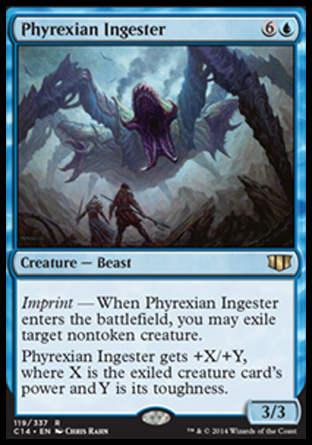 Phyrexian Ingester 6
Creature — Beast
Imprint — When Phyrexian Ingester
enters the battlefield, you may exile
target nontoken creature.
Phyrexian Ingester gets +X/+Y,
where X is the exiled creature card's
power and Y is its toughness.
119/337 R
C14 • EN Chris Rahn
™ & © 2014 Wizards of the Coast
3/3